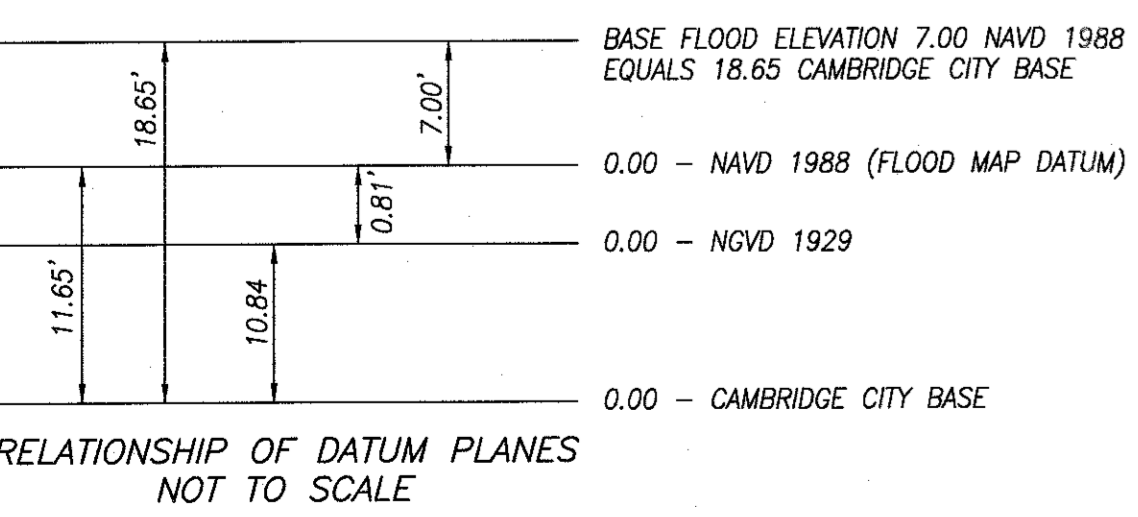 BASE FLOOD ELEVATION 7.00 NAVD 1988
EQUALS 18.65 CAMBRIDGE CITY BASE
18.65'
7.00'
0.00 – NAVD 1988 (FLOOD MAP DATUM)
0.81'
0.00 – NGVD 1929
11.65'
10.84
0.00 – CAMBRIDGE CITY BASE
RELATIONSHIP OF DATUM PLANES
NOT TO SCALE